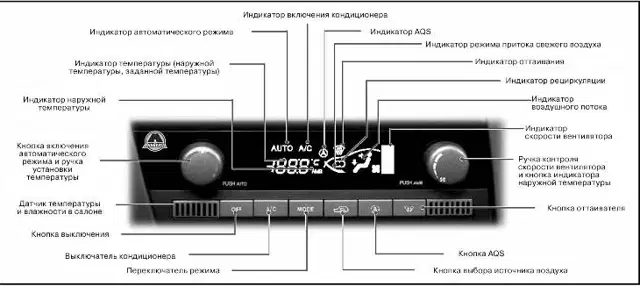 Индикатор включения кондиционера
Индикатор автоматического режима
Индикатор AQS
Индикатор режима притока свежего воздуха
Индикатор температуры (наружной
температуры, заданной температуры)
Индикатор оттаивания
Индикатор рециркуляции
Индикатор наружной
температуры
Индикатор
воздушного потока
Индикатор
скорости вентилятора
AUTO A/C
188.8°C
Кнопка включения
автоматического
режима и ручка
установки
температуры
Ручка контроля
скорости вентилятора
и кнопка индикатора
наружной температуры
PUSH AUTO
PUSH AMB
Датчик температуры
и влажности в салоне
OFF
A/C
MODE
Кнопка оттаивателя
Кнопка выключения
Выключатель кондиционера
Кнопка AQS
Переключатель режима
Кнопка выбора источника воздуха